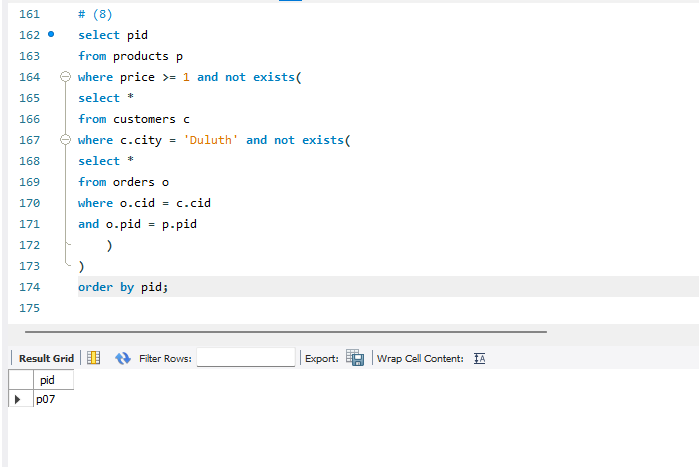 161 # (8)
162 select pid
163 from products p
164 where price >= 1 and not exists(
165 select *
166 from customers c
167 where c.city = 'Duluth' and not exists(
168 select *
169 from orders o
170 where o.cid = c.cid
171 and o.pid = p.pid
172 )
173 )
174 order by pid;
175
Result Grid Filter Rows: Export: Wrap Cell Content: IA
pid
p07